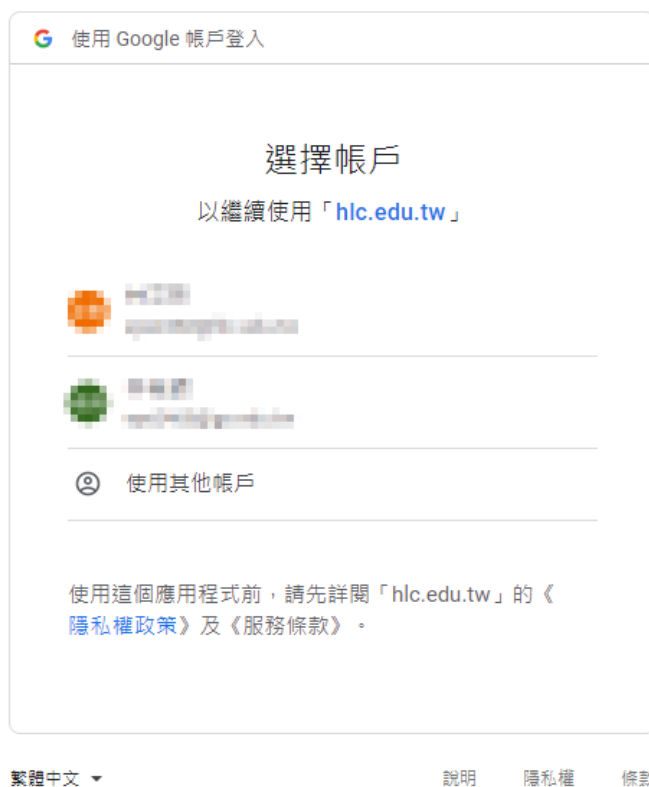 使用 Google 帳戶登入
選擇帳戶
以繼續使用「hlc.edu.tw」
使用其他帳戶
使用這個應用程式前，請先詳閱「hlc.edu.tw」的《
隱私權政策》及《服務條款》。
繁體中文
說明 隱私權 條款